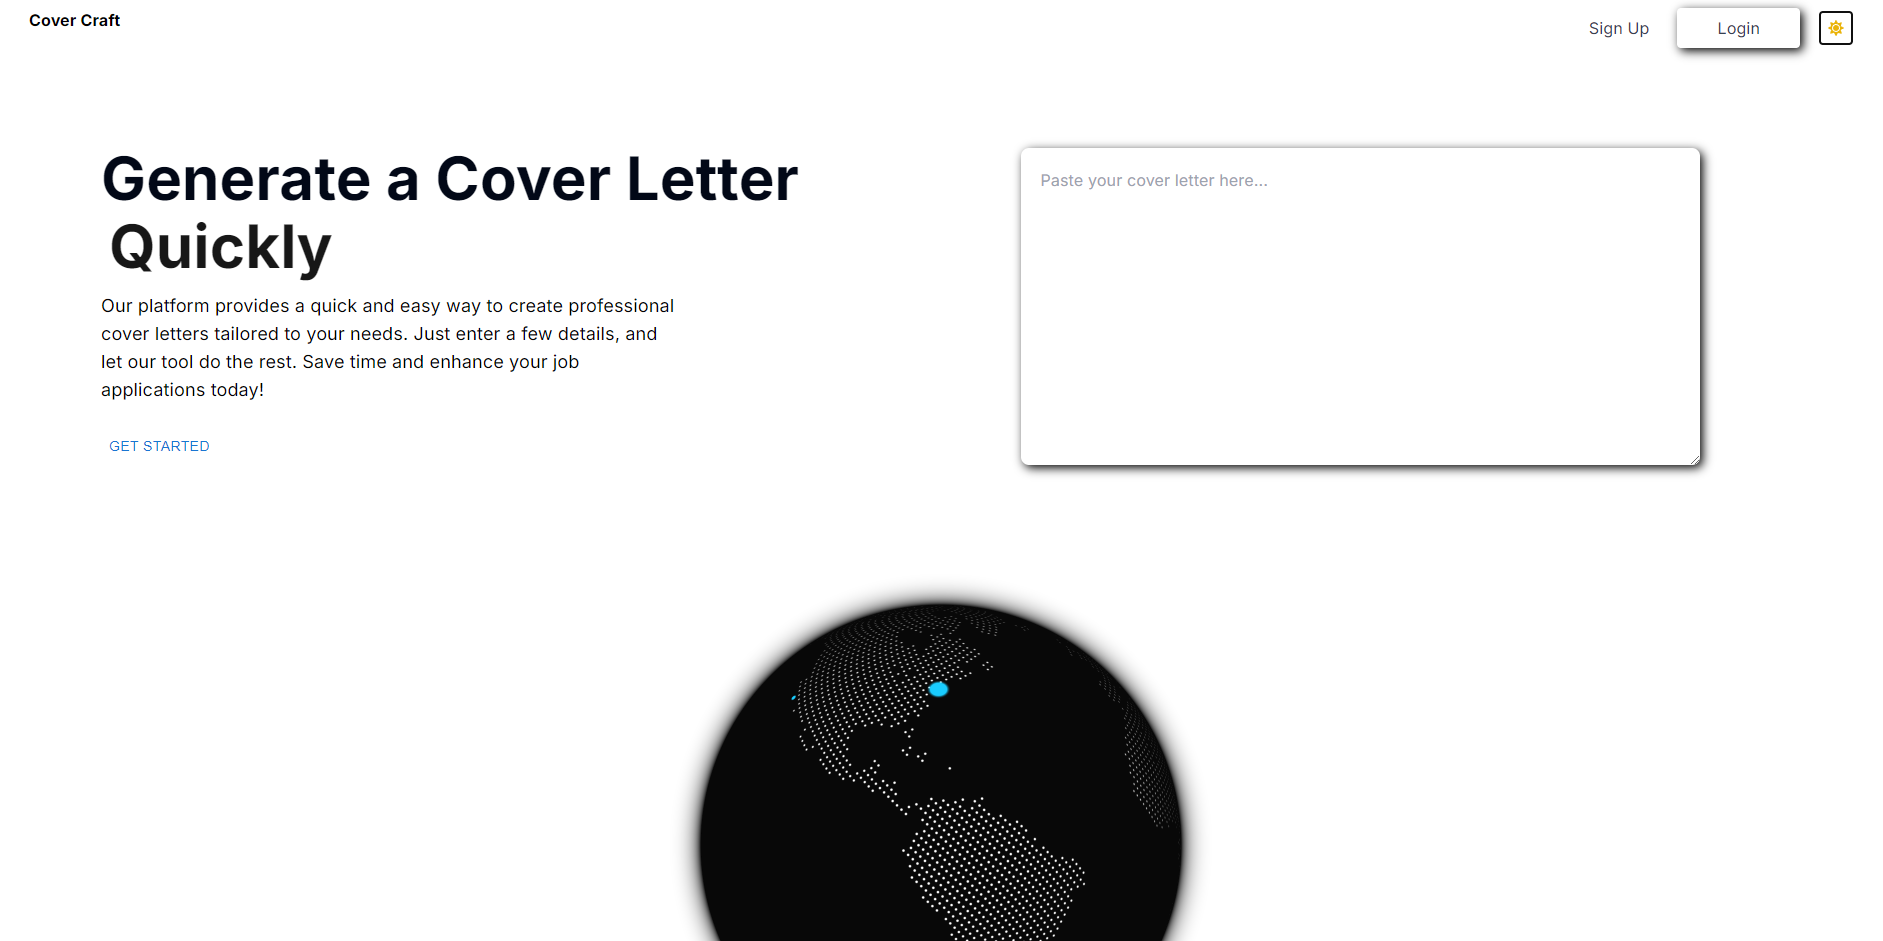 Cover Craft
Sign Up
Login
Generate a Cover Letter
Quickly
Our platform provides a quick and easy way to create professional
cover letters tailored to your needs. Just enter a few details, and
let our tool do the rest. Save time and enhance your job
applications today!
GET STARTED
Paste your cover letter here...